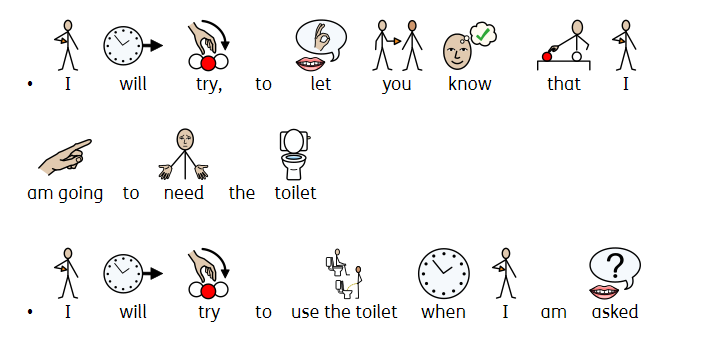 • I will try, to let you know that I
am going to need the toilet
• I will try to use the toilet when I am asked